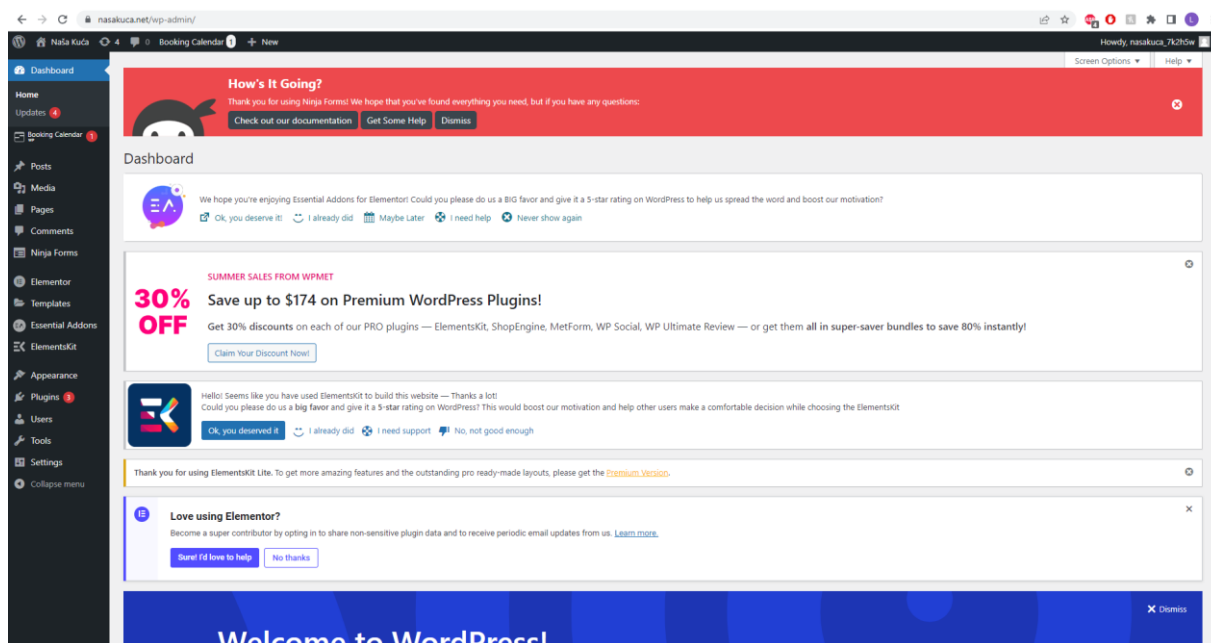 nasakuca.net/wp-admin/
Naša Kuća 4 0 Booking Calendar 1 + New Howdy, nasakuca_7k2h5w
Screen Options ▼ Help ▼
Dashboard
Home
Updates 4
Booking Calendar 1
Posts
Media
Pages
Comments
Ninja Forms
Elementor
Templates
Essential Addons
ElementsKit
Appearance
Plugins 3
Users
Tools
Settings
Collapse menu
How's It Going?
Thank you for using Ninja Forms! We hope that you've found everything you need, but if you have any questions:
Check out our documentation Get Some Help Dismiss
Dashboard
We hope you're enjoying Essential Addons for Elementor! Could you please do us a BIG favor and give it a 5-star rating on WordPress to help us spread the word and boost our motivation?
Ok, you deserve it! I already did Maybe Later I need help Never show again
30% OFF
SUMMER SALES FROM WPMET
Save up to $174 on Premium WordPress Plugins!
Get 30% discounts on each of our PRO plugins — ElementsKit, ShopEngine, MetForm, WP Social, WP Ultimate Review — or get them all in super-saver bundles to save 80% instantly!
Claim Your Discount Now!
Hello! Seems like you have used ElementsKit to build this website — Thanks a lot!
Could you please do us a big favor and give it a 5-star rating on WordPress? This would boost our motivation and help other users make a comfortable decision while choosing the ElementsKit
Ok, you deserved it I already did I need support No, not good enough
Thank you for using ElementsKit Lite. To get more amazing features and the outstanding pro ready-made layouts, please get the Premium Version.
Love using Elementor?
Become a super contributor by opting in to share non-sensitive plugin data and to receive periodic email updates from us. Learn more.
Sure! I'd love to help No thanks
Dismiss
Welcome to WordPress!